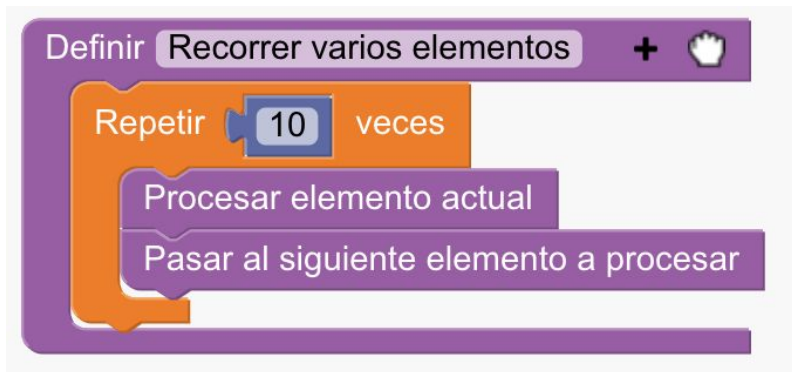 Definir Recorrer varios elementos +
Repetir 10 veces
Procesar elemento actual
Pasar al siguiente elemento a procesar